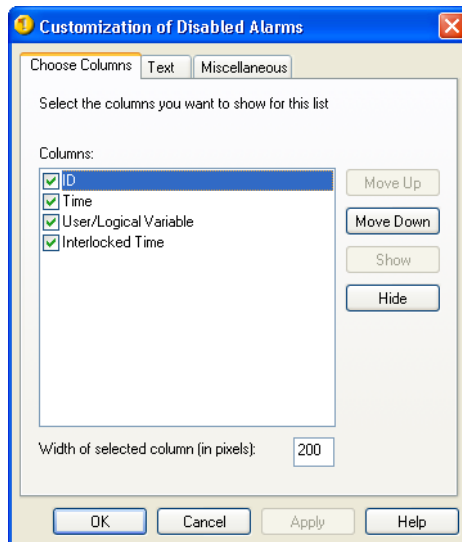 Customization of Disabled Alarms
Choose Columns Text Miscellaneous
Select the columns you want to show for this list
Columns:
ID
Time
User/Logical Variable
Interlocked Time
Move Up
Move Down
Show
Hide
Width of selected column (in pixels): 200
OK Cancel Apply Help